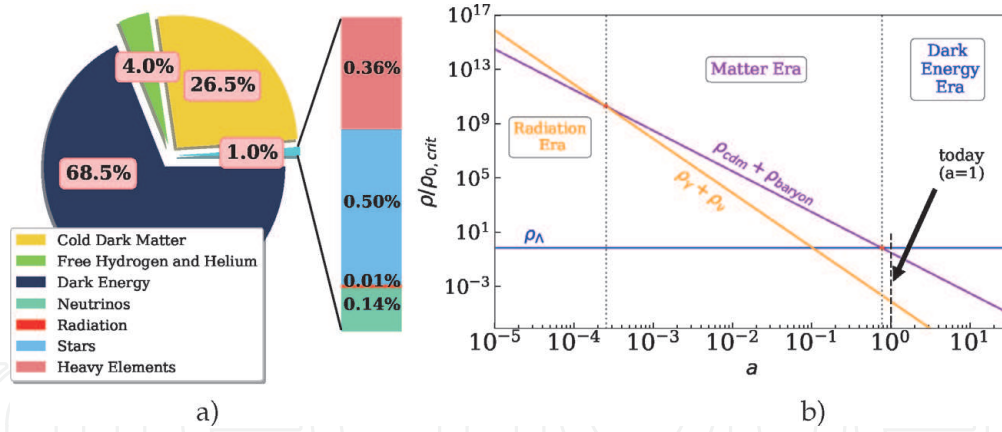 4.0%
26.5%
1.0%
68.5%
0.36%
0.50%
0.01%
0.14%
Cold Dark Matter
Free Hydrogen and Helium
Dark Energy
Neutrinos
Radiation
Stars
Heavy Elements
a)
ρ/ρ0, crit
10^17
10^13
10^9
10^5
10^1
10^−3
Radiation
Era
Matter Era
Dark
Energy
Era
ρcdm + ρbaryon
ργ + ρν
ρΛ
today
(a=1)
10^−5
10^−4
10^−3
10^−2
10^−1
10^0
10^1
a
b)